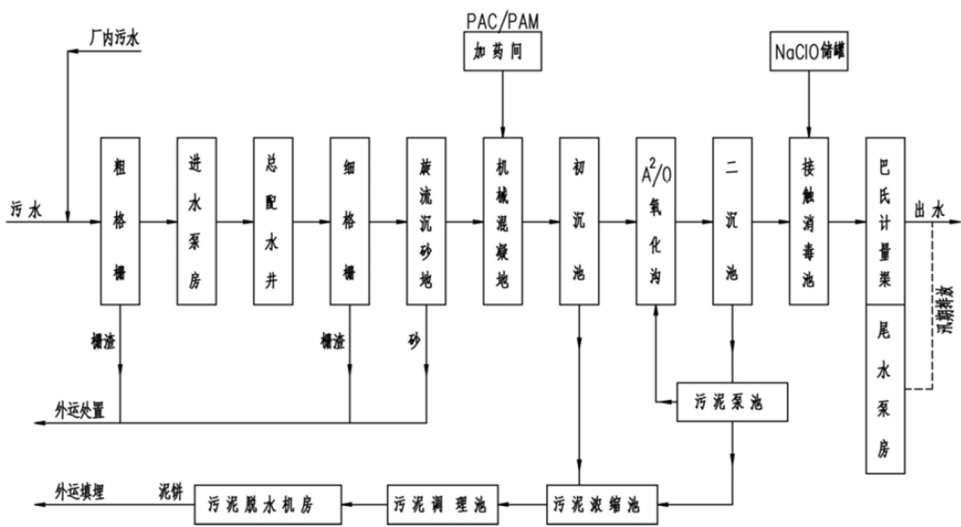 PAC/PAM
厂内污水
加药间
NaClO储罐
污水
粗格栅
进水泵房
总配水井
细格栅
旋流沉砂地
机械混凝地
初沉池
A²/O氧化沟
二沉池
接触消毒池
巴氏计量渠
出水
汛期排放
栅渣
栅渣
砂
尾水泵房
污泥泵池
外运处置
外运填埋
泥饼
污泥脱水机房
污泥调理池
污泥浓缩池